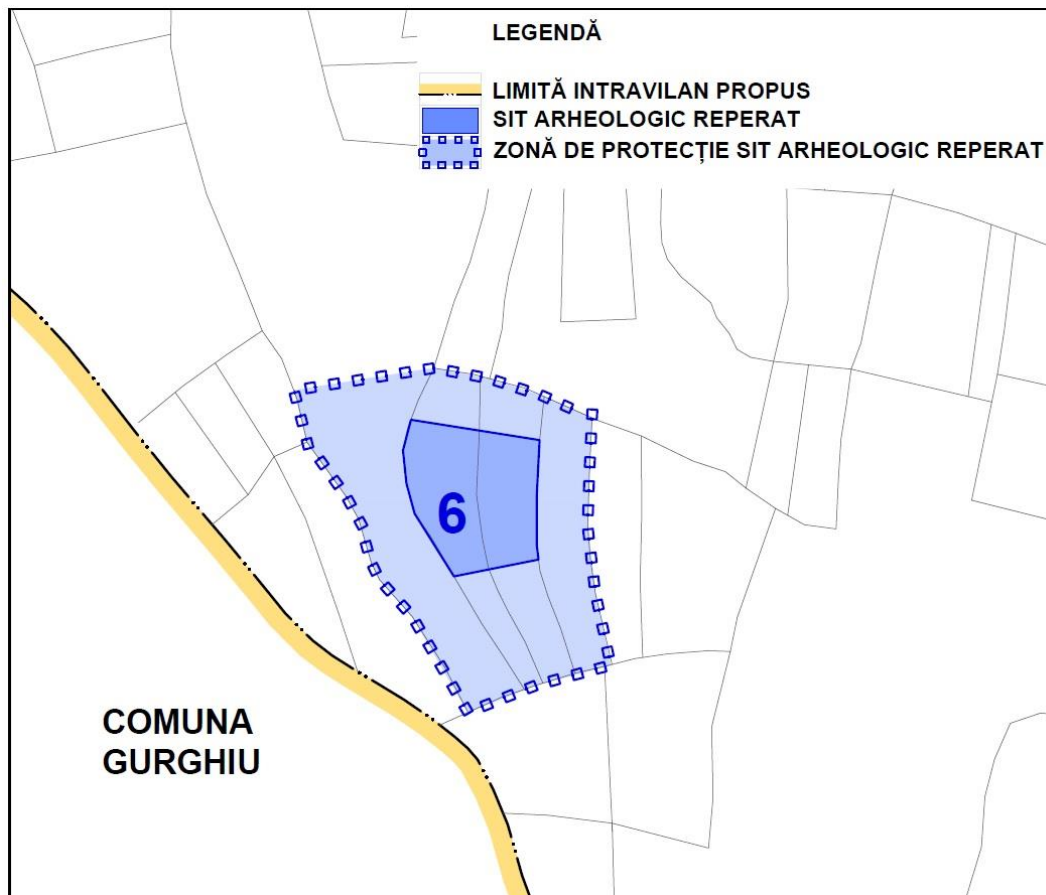 LEGENDĂ
LIMITĂ INTRAVILAN PROPUS
SIT ARHEOLOGIC REPERAT
ZONĂ DE PROTECȚIE SIT ARHEOLOGIC REPERAT
6
COMUNA
GURGHIU